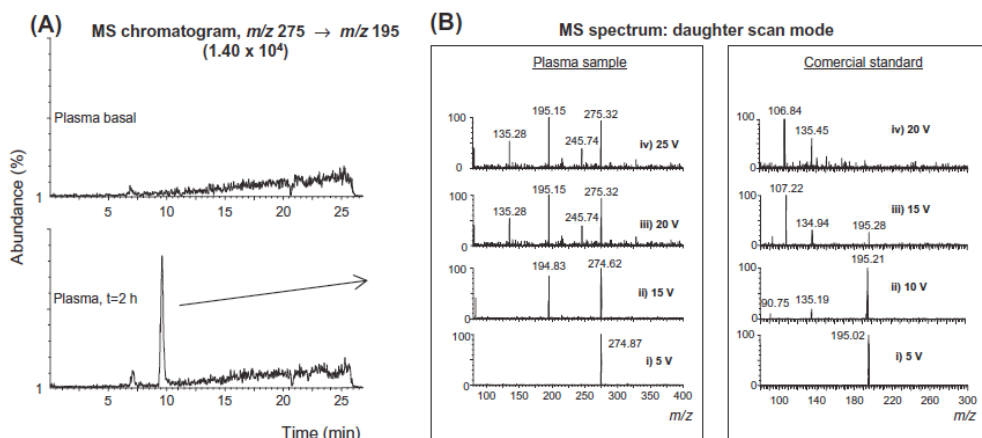 (A)
MS chromatogram, m/z 275 → m/z 195
(1.40 x 10⁴)
Abundance (%)
Plasma basal
1
5 10 15 20 25
Plasma, t=2 h
1
5 10 15 20 25
Time (min)
(B)
MS spectrum: daughter scan mode
Plasma sample
100
0
135.28
195.15
245.74
275.32
iv) 25 V
100
0
135.28
195.15
245.74
275.32
iii) 20 V
100
0
194.83
274.62
ii) 15 V
100
0
274.87
i) 5 V
100 150 200 250 300 350 400
m/z
Comercial standard
100
0
106.84
135.45
iv) 20 V
100
0
107.22
134.94
195.28
iii) 15 V
100
0
90.75
135.19
195.21
ii) 10 V
100
0
195.02
i) 5 V
100 140 180 220 260 300
m/z